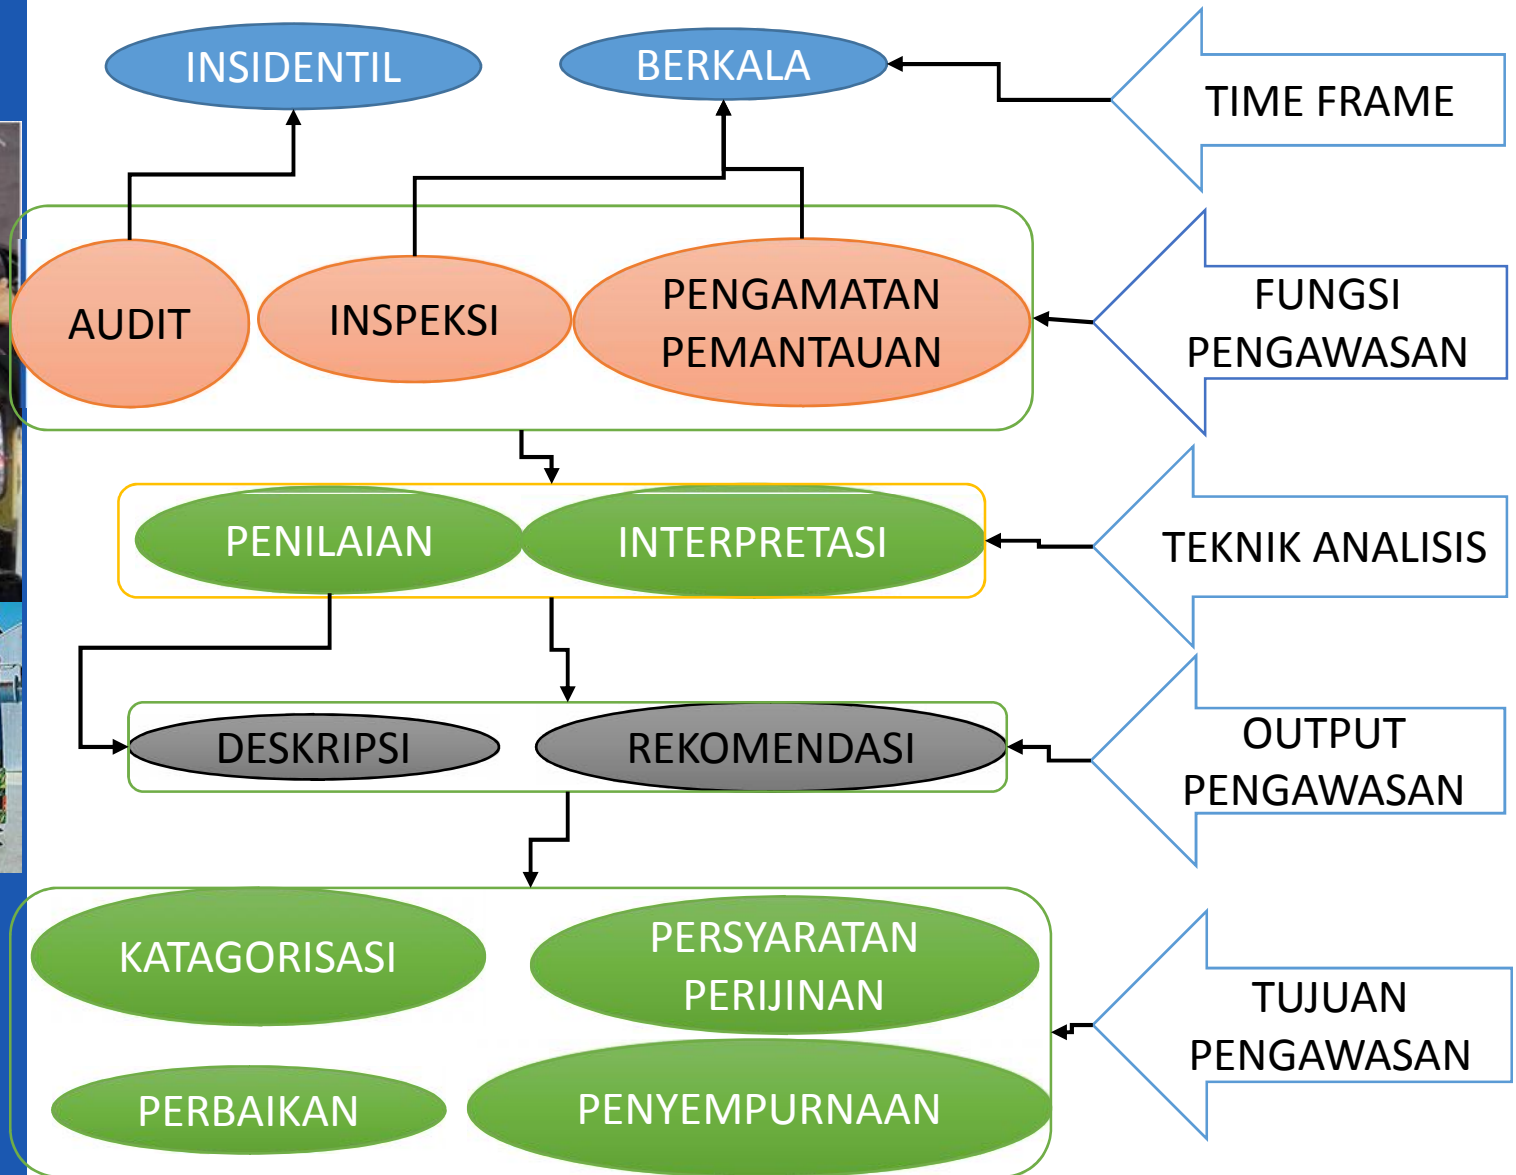 INSIDENTIL
BERKALA
TIME FRAME
AUDIT
INSPEKSI
PENGAMATAN
PEMANTAUAN
FUNGSI
PENGAWASAN
PENILAIAN
INTERPRETASI
TEKNIK ANALISIS
DESKRIPSI
REKOMENDASI
OUTPUT
PENGAWASAN
KATAGORISASI
PERSYARATAN
PERIJINAN
PERBAIKAN
PENYEMPURNAAN
TUJUAN
PENGAWASAN